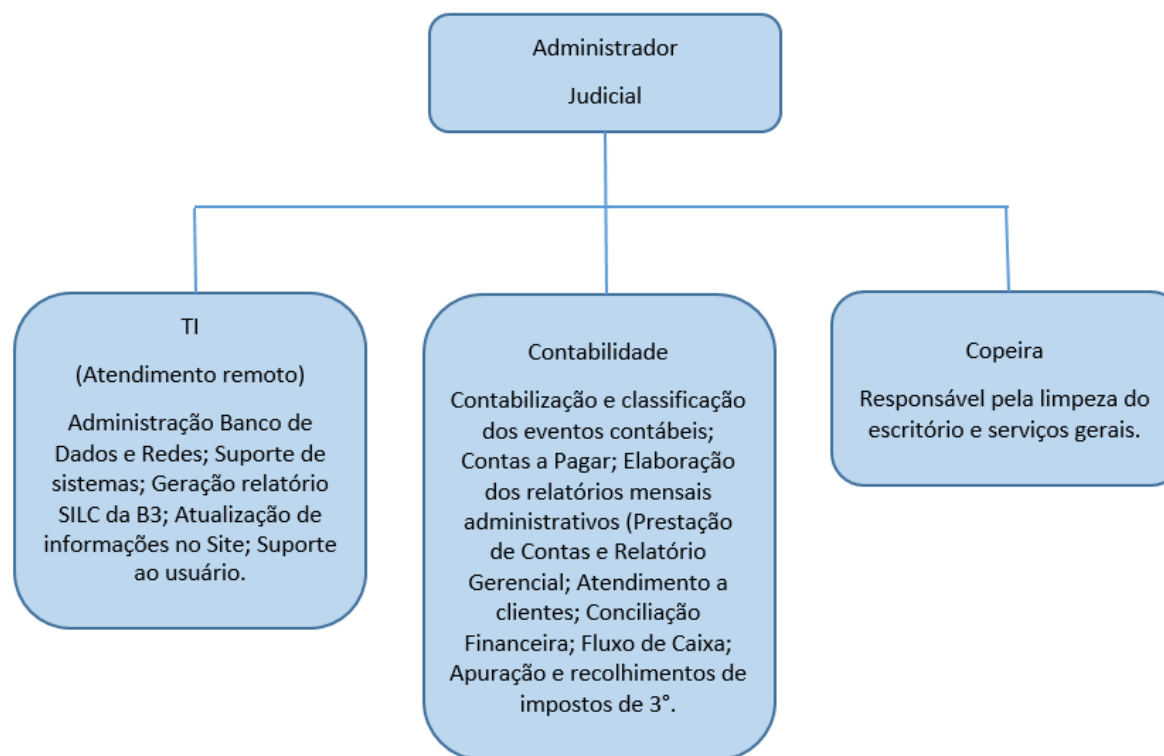 Administrador
Judicial
TI
(Atendimento remoto)
Administração Banco de
Dados e Redes; Suporte de
sistemas; Geração relatório
SILC da B3; Atualização de
informações no Site; Suporte
ao usuário.
Contabilidade
Contabilização e classificação
dos eventos contábeis;
Contas a Pagar; Elaboração
dos relatórios mensais
administrativos (Prestação
de Contas e Relatório
Gerencial; Atendimento a
clientes; Conciliação
Financeira; Fluxo de Caixa;
Apuração e recolhimentos de
impostos de 3°.
Copeira
Responsável pela limpeza do
escritório e serviços gerais.